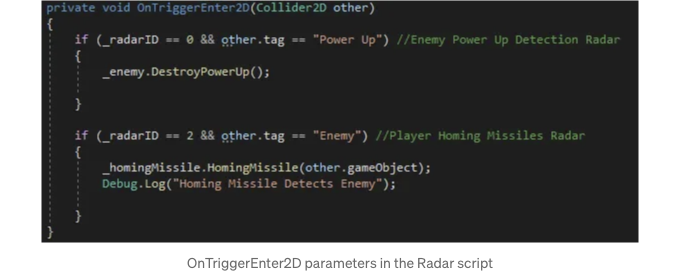 private void OnTriggerEnter2D(Collider2D other)
{
if (_radarID == 0 && other.tag == "Power Up") //Enemy Power Up Detection Radar
{
_enemy.DestroyPowerUp();
}
if (_radarID == 2 && other.tag == "Enemy") //Player Homing Missiles Radar
{
_homingMissile.HomingMissile(other.gameObject);
Debug.Log("Homing Missile Detects Enemy");
}
}
OnTriggerEnter2D parameters in the Radar script